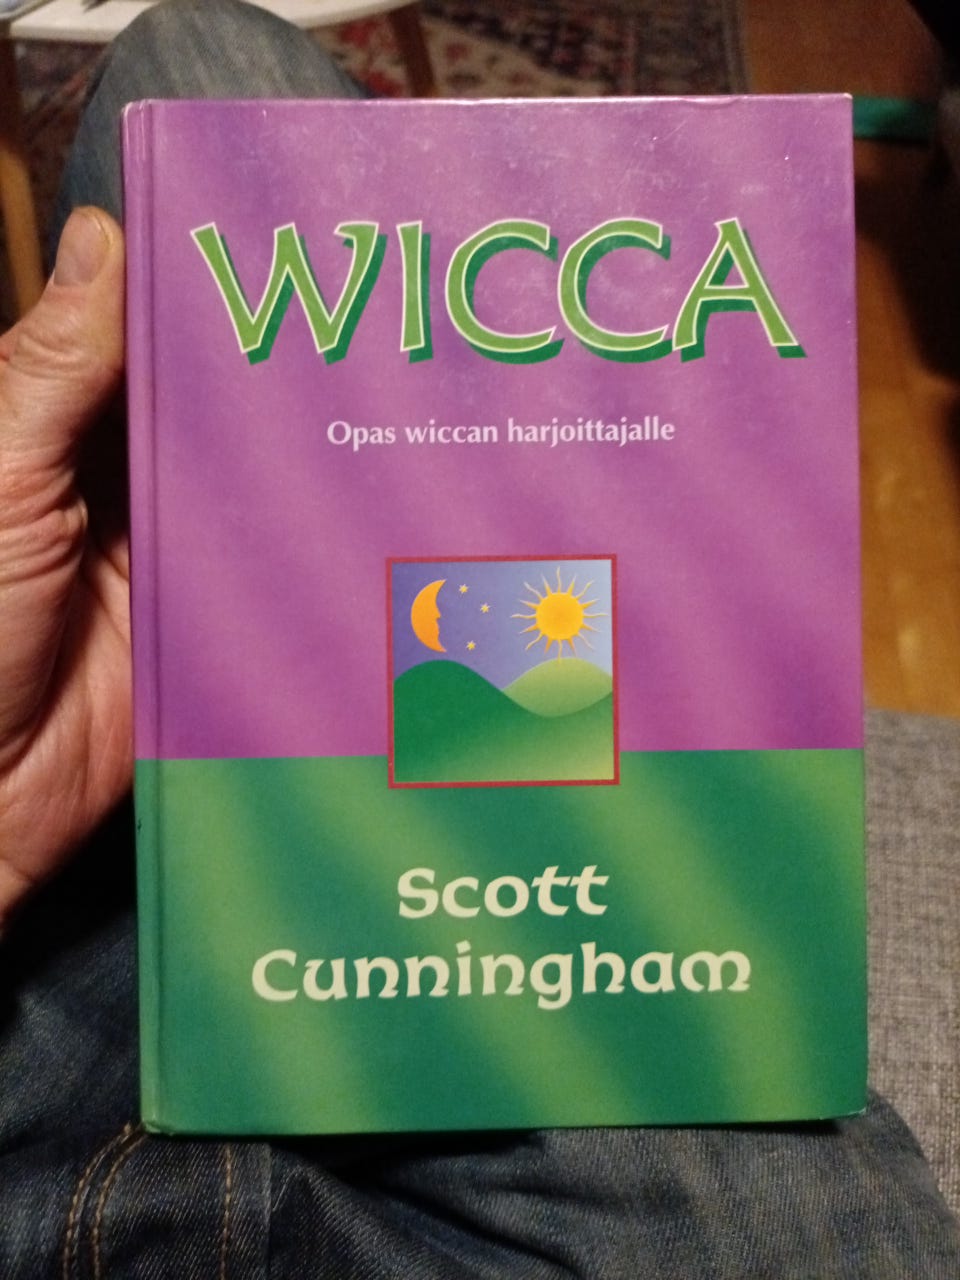 WICCA
Opas wiccan harjoittajalle
Scott
Cunningham